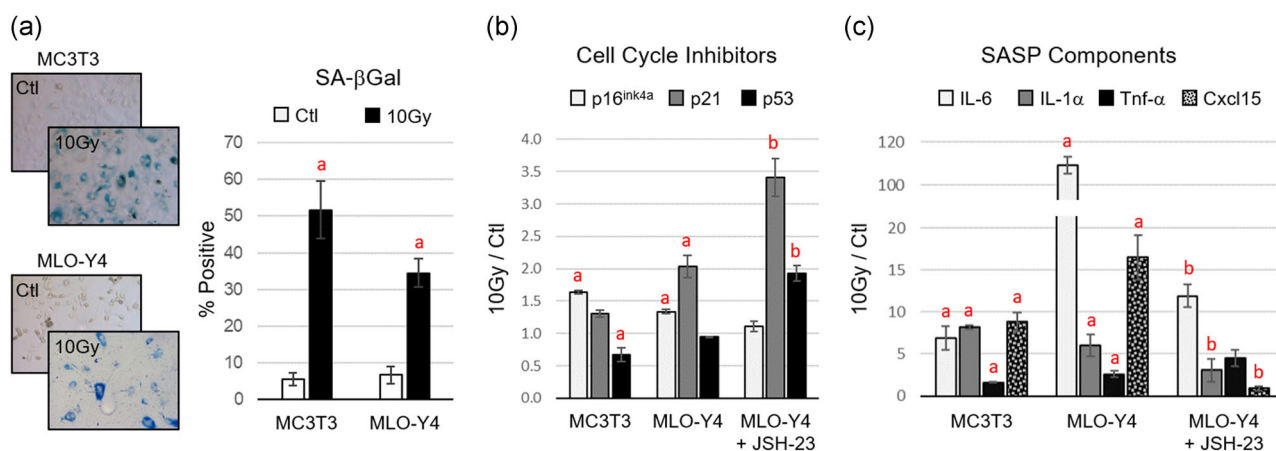 (a)
MC3T3
Ctl
10Gy
MLO-Y4
Ctl
10Gy
SA-βGal
Ctl 10Gy
% Positive
70
60
50
40
30
20
10
0
a
a
MC3T3 MLO-Y4
(b)
Cell Cycle Inhibitors
p16ink4a p21 p53
10Gy / Ctl
4.0
3.5
3.0
2.5
2.0
1.5
1.0
0.5
0.0
a
a
a
a
b
b
MC3T3 MLO-Y4 MLO-Y4
+ JSH-23
(c)
SASP Components
IL-6 IL-1α Tnf-α Cxcl15
10Gy / Ctl
120
100
20
15
10
5
0
a a a a
a a a a
b b b
MC3T3 MLO-Y4 MLO-Y4
+ JSH-23